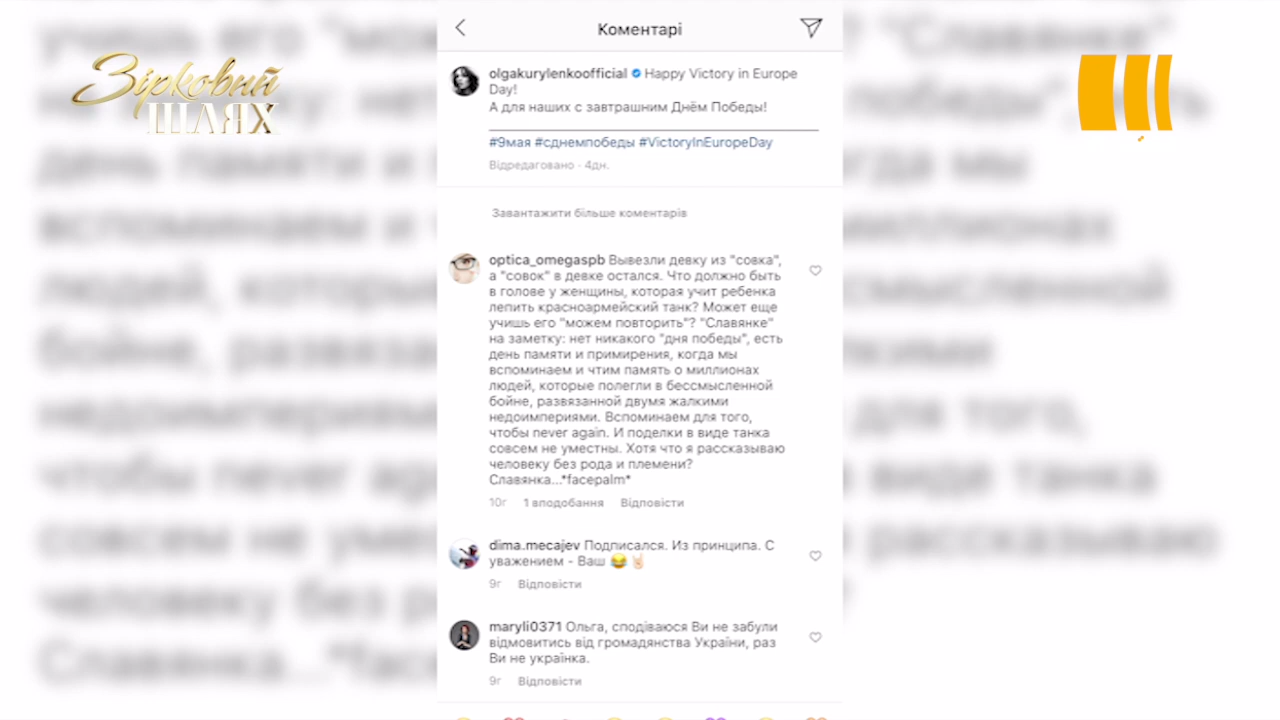 Зірковий
ШЛЯХ
Коментарі
olgakurylenkoofficial Happy Victory in Europe
Day!
А для наших с завтрашним Днём Победы!
#9мая #сднемпобеды #VictoryInEuropeDay
Відредаговано · 4дн.
Завантажити більше коментарів
optica_omegaspb Вывезли девку из "совка",
а "совок" в девке остался. Что должно быть
в голове у женщины, которая учит ребенка
лепить красноармейский танк? Может еще
учишь его "можем повторить"? "Славянке"
на заметку: нет никакого "дня победы", есть
день памяти и примирения, когда мы
вспоминаем и чтим память о миллионах
людей, которые полегли в бессмысленной
бойне, развязанной двумя жалкими
недоимпериями. Вспоминаем для того,
чтобы never again. И поделки в виде танка
совсем не уместны. Хотя что я рассказываю
человеку без рода и племени?
Славянка...*facepalm*
10г 1 вподобання Відповісти
dima.mecajev Подписался. Из принципа. С
уважением - Ваш 😂🤘🏻
9г Відповісти
maryli0371 Ольга, сподіваюся Ви не забули
відмовитись від громадянства України, раз
Ви не українка.
9г Відповісти